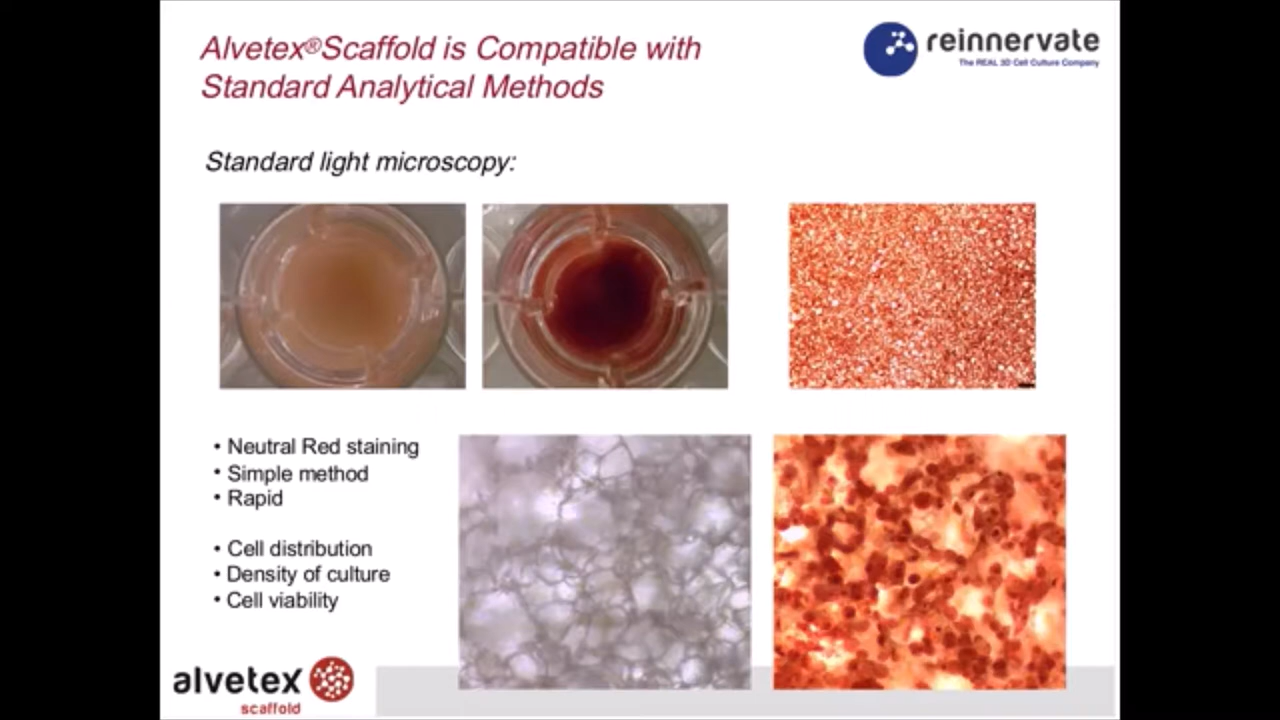 Alvetex®Scaffold is Compatible with
Standard Analytical Methods
reinnervate
The REAL 3D Cell Culture Company
Standard light microscopy:
• Neutral Red staining
• Simple method
• Rapid
• Cell distribution
• Density of culture
• Cell viability
alvetex
scaffold